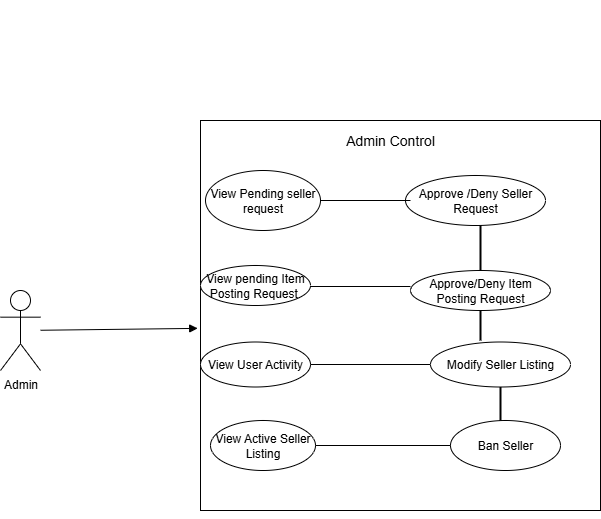 Admin Control
View Pending seller
request
Approve /Deny Seller
Request
View pending Item
Posting Request
Approve/Deny Item
Posting Request
Admin
View User Activity
Modify Seller Listing
View Active Seller
Listing
Ban Seller